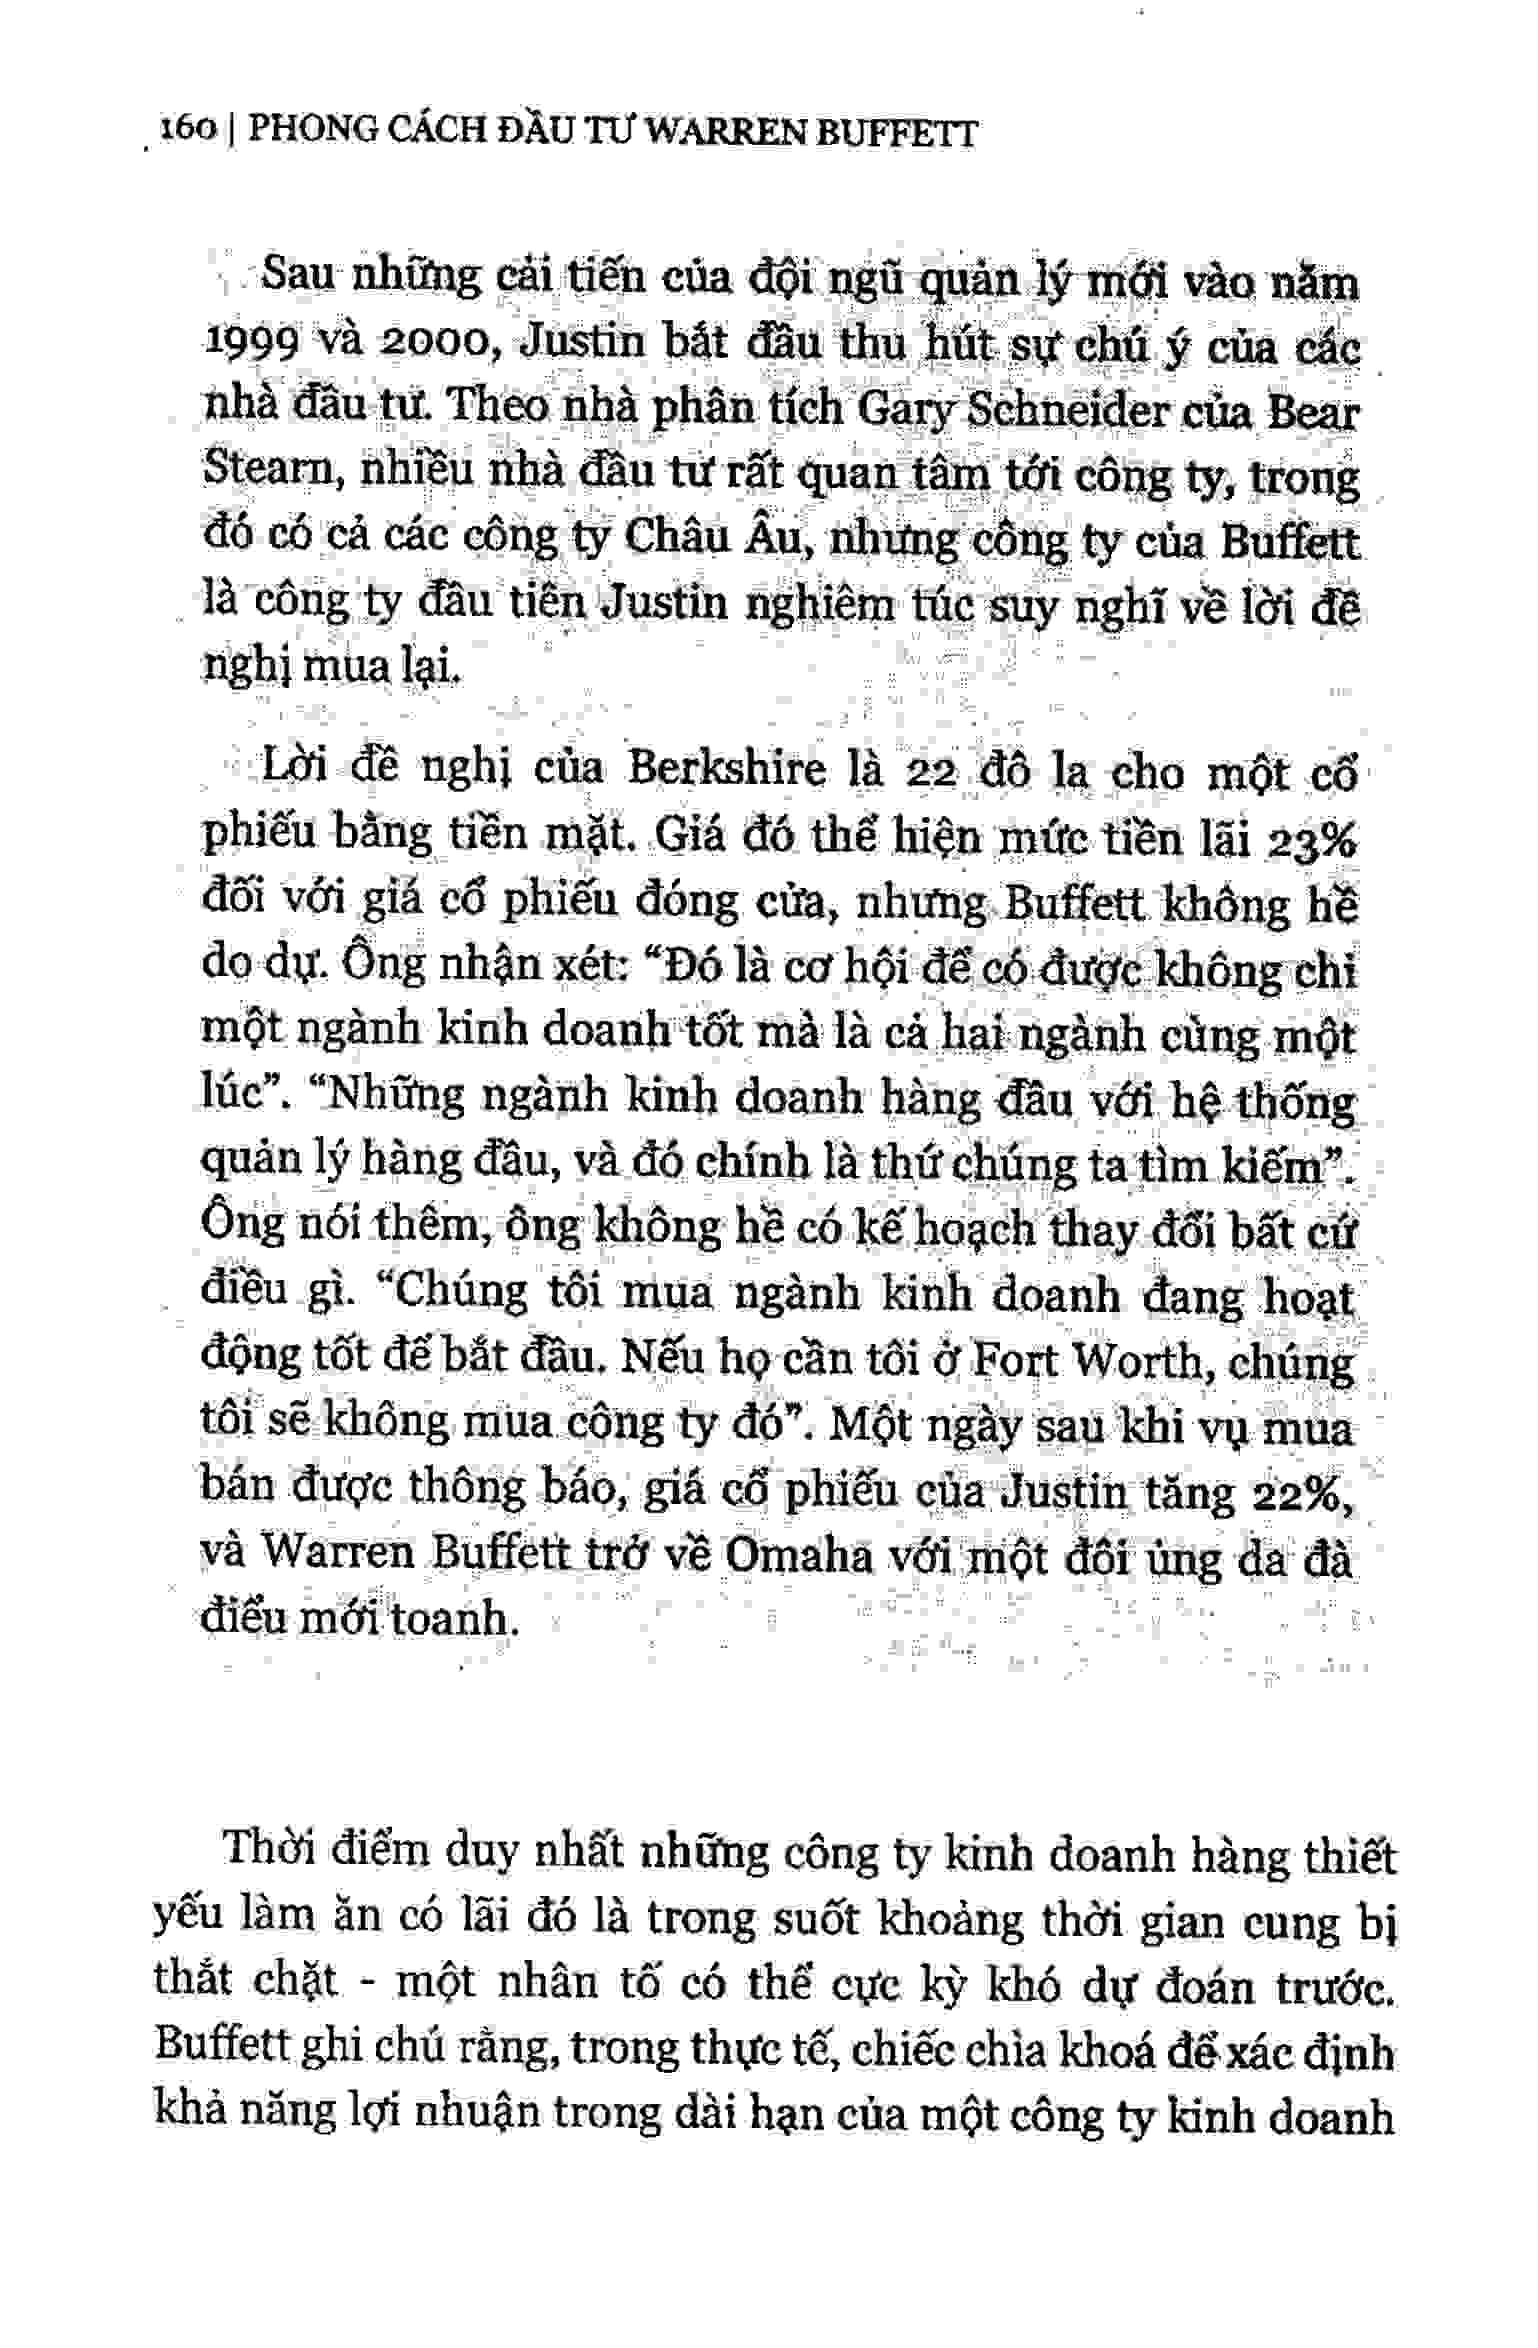 160 | PHONG CÁCH ĐẦU TƯ WARREN BUFFETT
Sau những cải tiến của đội ngũ quản lý mới vào năm
1999 và 2000, Justin bắt đầu thu hút sự chú ý của các
nhà đầu tư. Theo nhà phân tích Gary Schneider của Bear
Stearn, nhiều nhà đầu tư rất quan tâm tới công ty, trong
đó có cả các công ty Châu Âu, nhưng công ty của Buffett
là công ty đầu tiên Justin nghiêm túc suy nghĩ về lời đề
nghị mua lại.
Lời đề nghị của Berkshire là 22 đô la cho một cổ
phiếu bằng tiền mặt. Giá đó thể hiện mức tiền lãi 23%
đối với giá cổ phiếu đóng cửa, nhưng Buffett không hề
do dự. Ông nhận xét: “Đó là cơ hội để có được không chỉ
một ngành kinh doanh tốt mà là cả hai ngành cùng một
lúc”. “Những ngành kinh doanh hàng đầu với hệ thống
quản lý hàng đầu, và đó chính là thứ chúng ta tìm kiếm”.
Ông nói thêm, ông không hề có kế hoạch thay đổi bất cứ
điều gì. “Chúng tôi mua ngành kinh doanh đang hoạt
động tốt để bắt đầu. Nếu họ cần tôi ở Fort Worth, chúng
tôi sẽ không mua công ty đó”. Một ngày sau khi vụ mua
bán được thông báo, giá cổ phiếu của Justin tăng 22%,
và Warren Buffett trở về Omaha với một đôi ủng da đà
điểu mới toanh.
Thời điểm duy nhất những công ty kinh doanh hàng thiết
yếu làm ăn có lãi đó là trong suốt khoảng thời gian cung bị
thắt chặt - một nhân tố có thể cực kỳ khó dự đoán trước.
Buffett ghi chú rằng, trong thực tế, chiếc chìa khoá để xác định
khả năng lợi nhuận trong dài hạn của một công ty kinh doanh